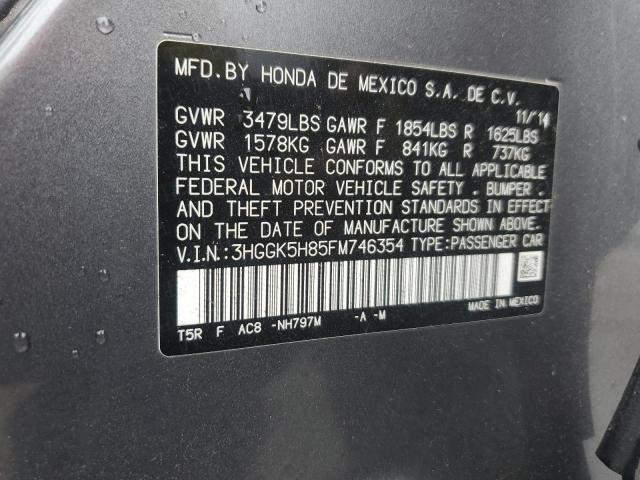 MFD. BY HONDA DE MEXICO S.A. DE C.V.
11/14
GVWR 3479LBS GAWR F 1854LBS R 1625LBS
GVWR 1578KG GAWR F 841KG R 737KG
THIS VEHICLE CONFORMS TO ALL APPLICABLE
FEDERAL MOTOR VEHICLE SAFETY . BUMPER .
AND THEFT PREVENTION STANDARDS IN EFFECT
ON THE DATE OF MANUFACTURE SHOWN ABOVE.
V.I.N.:3HGGK5H85FM746354 TYPE:PASSENGER CAR
MADE IN MEXICO
T5R F AC8 -NH797M -A -M